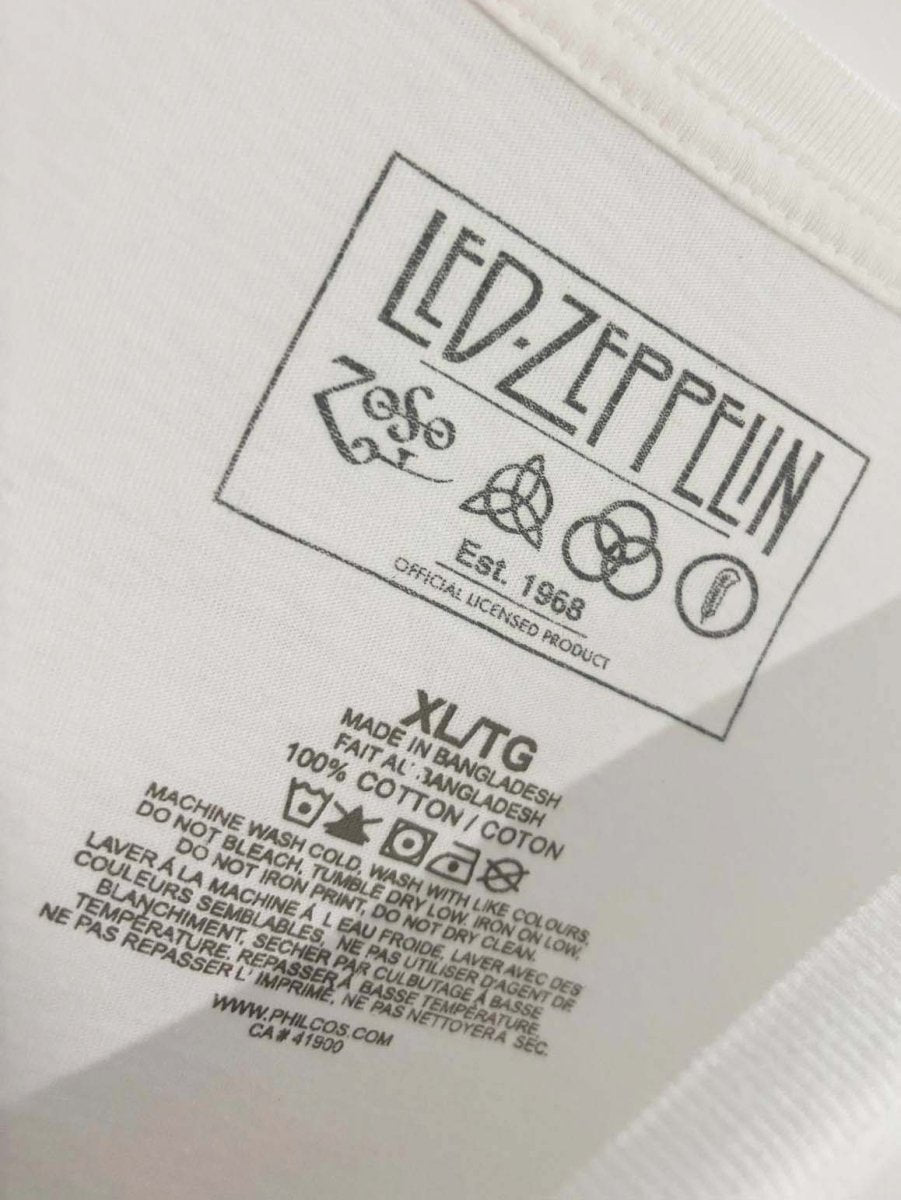 LED·ZEPPELIN
ZOSO
Est. 1968
OFFICIAL LICENSED PRODUCT
XL/TG
MADE IN BANGLADESH
FAIT AU BANGLADESH
100% COTTON / COTON
MACHINE WASH COLD, WASH WITH LIKE COLOURS,
DO NOT BLEACH, TUMBLE DRY LOW, IRON ON LOW,
DO NOT IRON PRINT, DO NOT DRY CLEAN.
LAVER Á LA MACHINE Á L'EAU FROIDE, LAVER AVEC DES
COULEURS SEMBLABLES, NE PAS UTILISER D'AGENT DE
BLANCHIMENT, SECHER PAR CULBUTAGE Á BASSE
TEMPÉRATURE, REPASSER Á BASSE TEMPÉRATURE,
NE PAS REPASSER L' IMPRIMÉ, NE PAS NETTOYER Á SEC.
WWW.PHILCOS.COM
CA# 41900